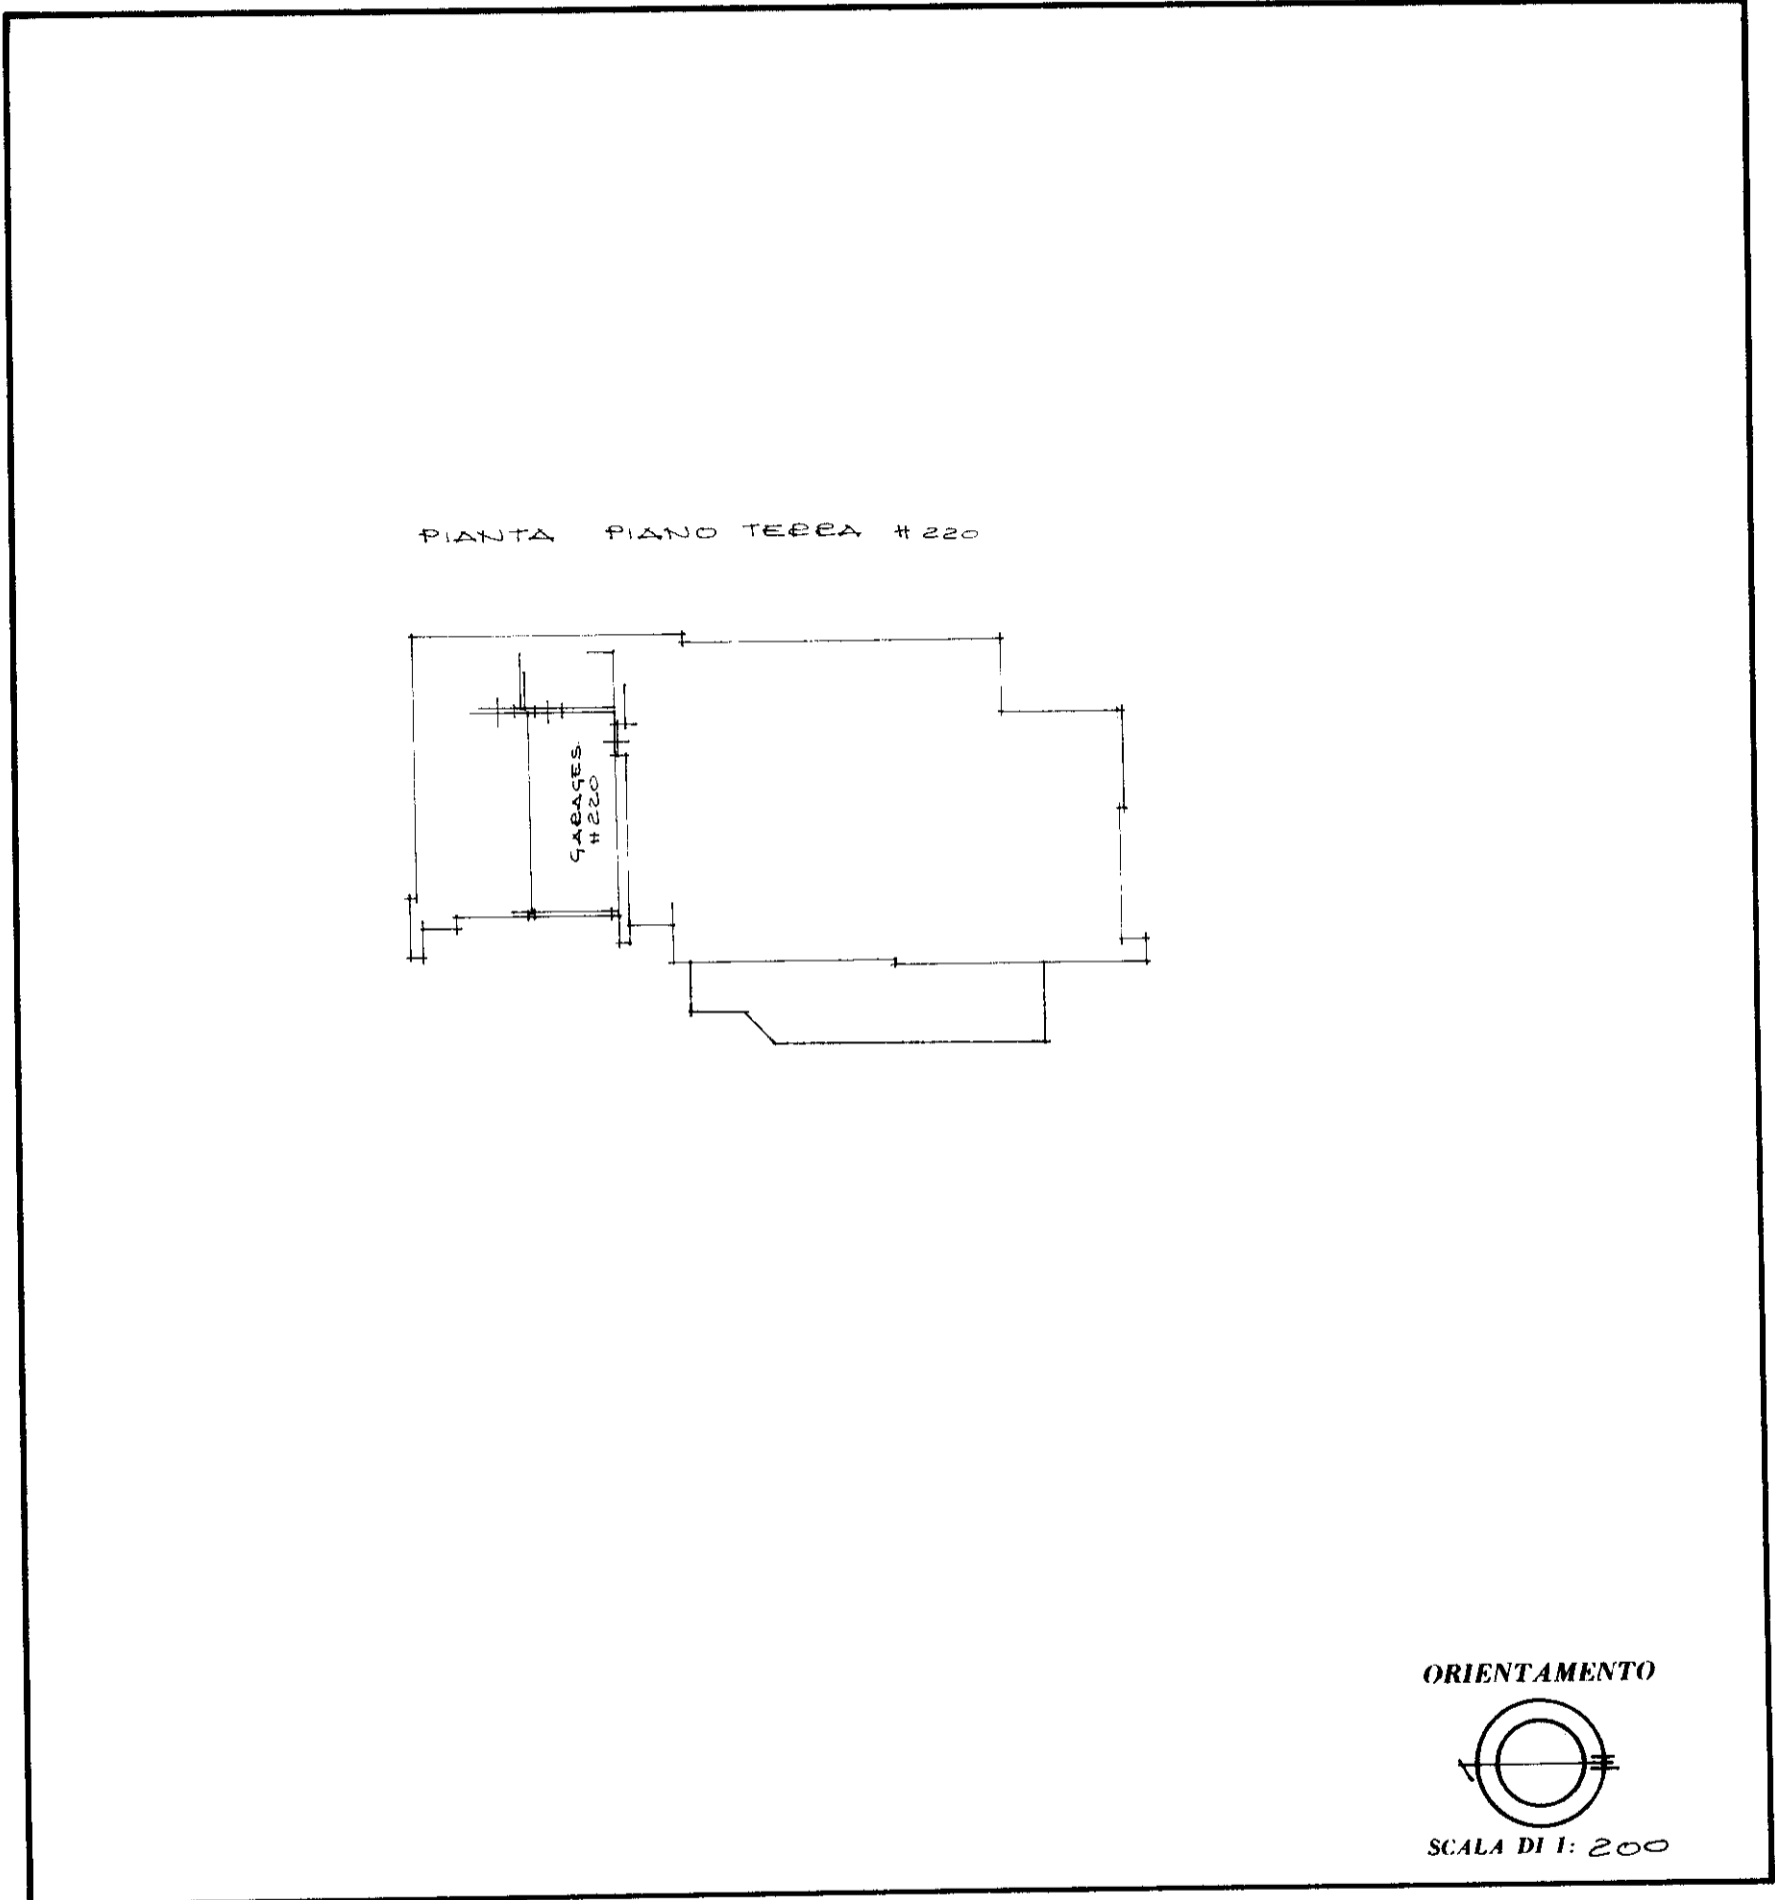 PIANTA PIANO TERRA H 220
GARAGES
H 220
ORIENTAMENTO
SCALA DI 1: 200